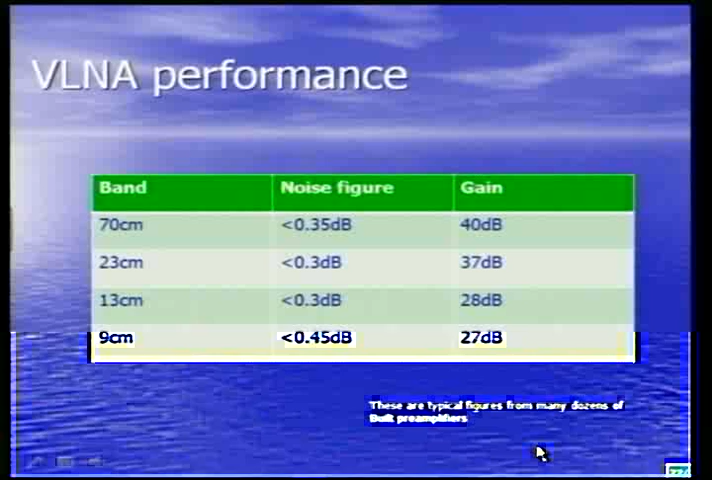 VLNA performance
Band Noise figure Gain
70cm <0.35dB 40dB
23cm <0.3dB 37dB
13cm <0.3dB 28dB
9cm <0.45dB 27dB
These are typical figures from many dozens of
Built preamplifiers